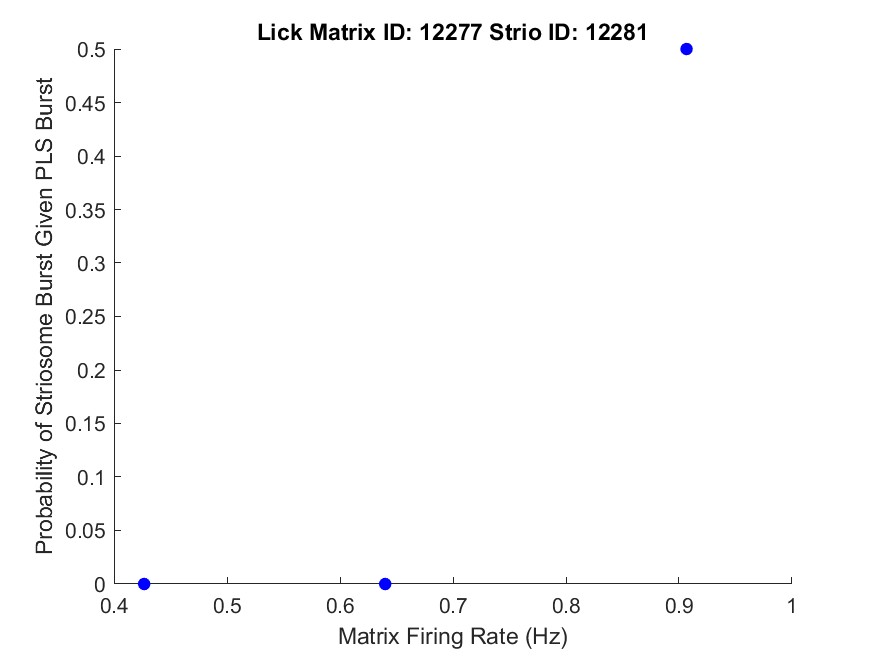 Lick Matrix ID: 12277 Strio ID: 12281
Probability of Striosome Burst Given PLS Burst
0.5
0.45
0.4
0.35
0.3
0.25
0.2
0.15
0.1
0.05
0
0.4 0.5 0.6 0.7 0.8 0.9 1
Matrix Firing Rate (Hz)